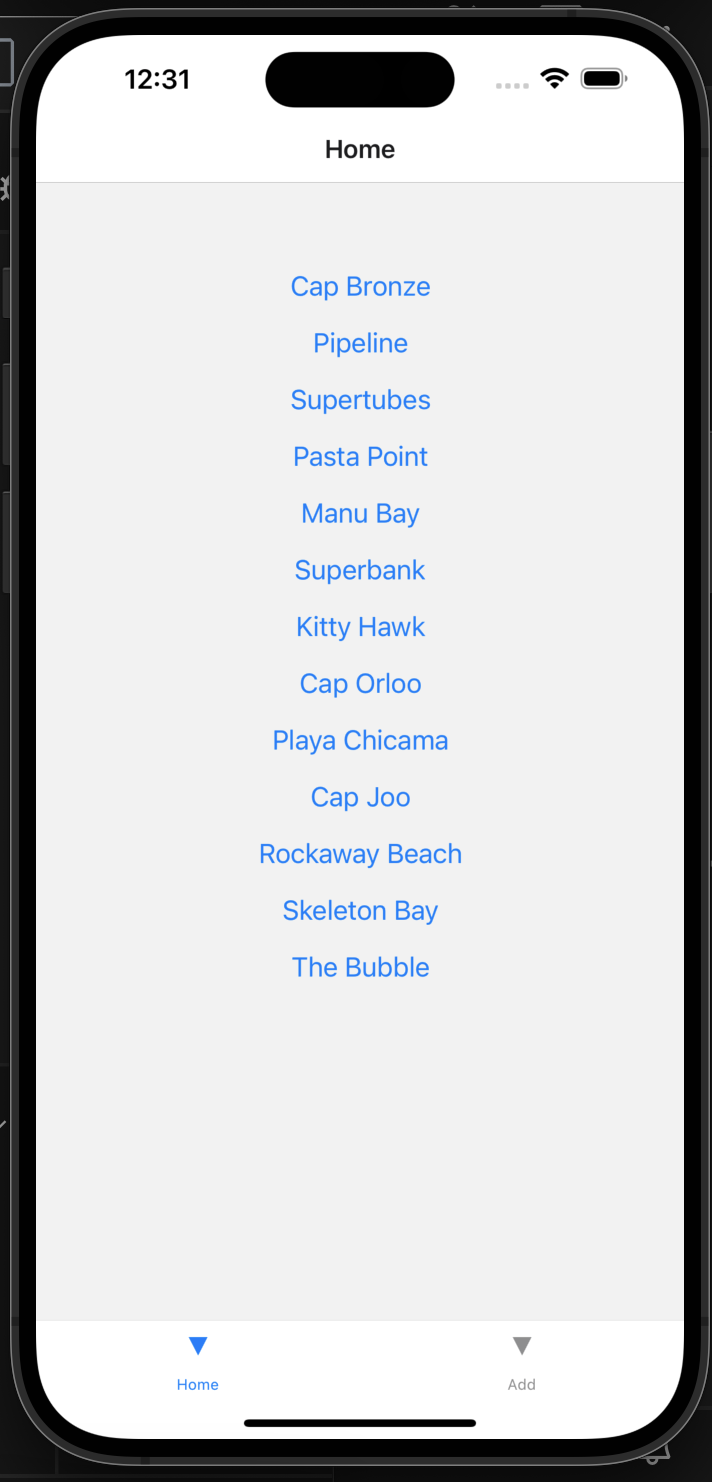 12:31
Home
Cap Bronze
Pipeline
Supertubes
Pasta Point
Manu Bay
Superbank
Kitty Hawk
Cap Orloo
Playa Chicama
Cap Joo
Rockaway Beach
Skeleton Bay
The Bubble
Home
Add